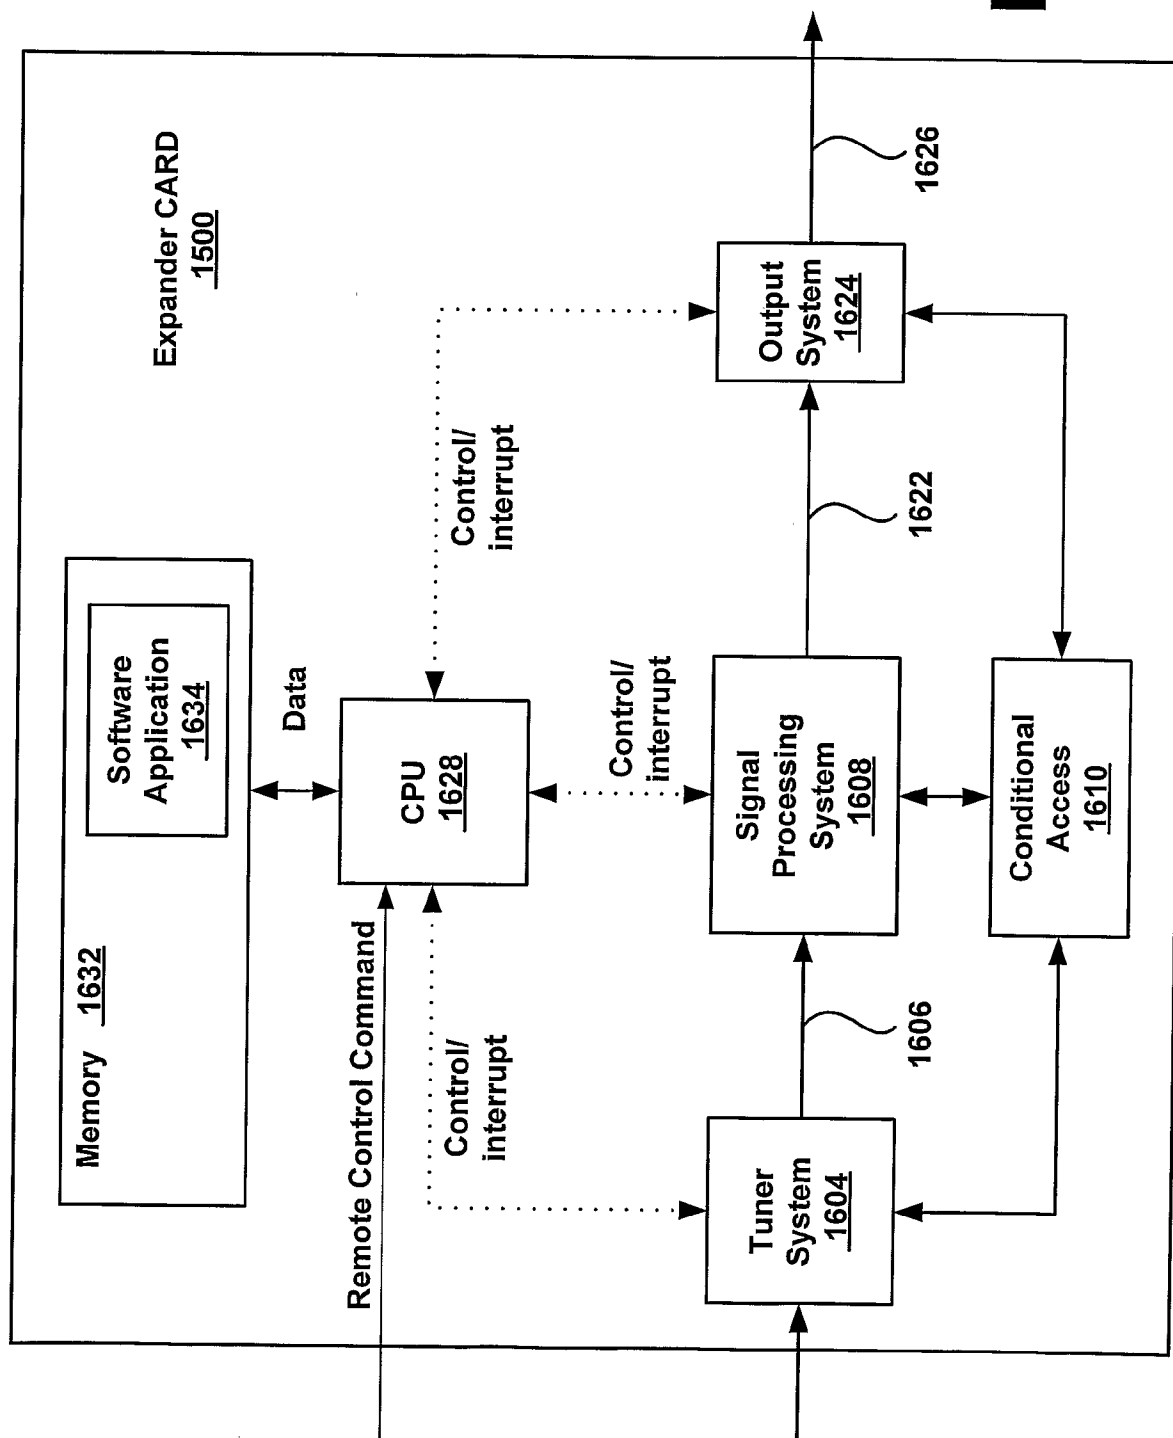 Expander CARD
1500
Memory 1632
Software
Application
1634
Data
Remote Control Command
CPU
1628
Control/
interrupt
Control/
interrupt
Control/
interrupt
Tuner
System
1604
1606
Signal
Processing
System
1608
1622
Output
System
1624
1626
Conditional
Access
1610